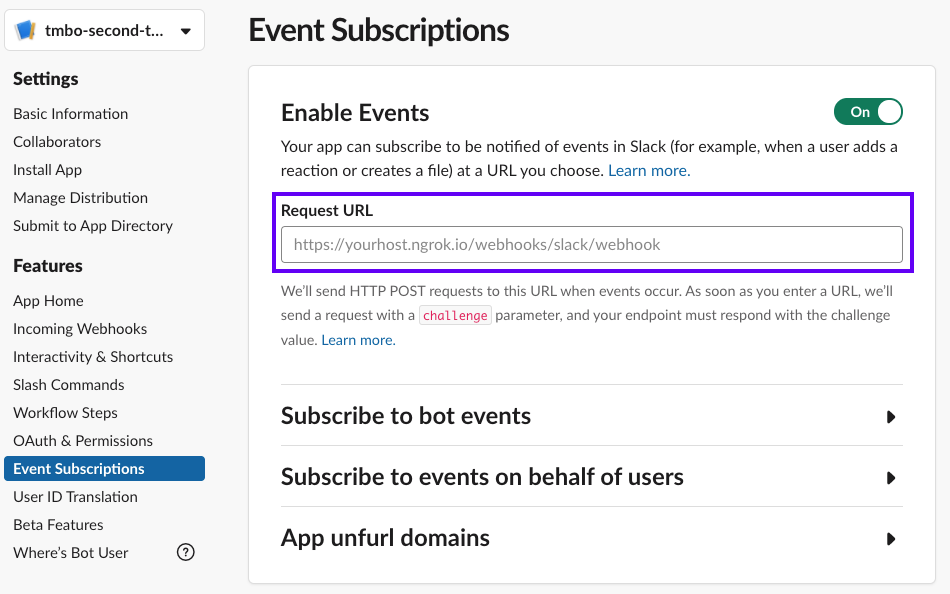 tmbo-second-t...
Settings
Basic Information
Collaborators
Install App
Manage Distribution
Submit to App Directory
Features
App Home
Incoming Webhooks
Interactivity & Shortcuts
Slash Commands
Workflow Steps
OAuth & Permissions
Event Subscriptions
User ID Translation
Beta Features
Where's Bot User
?
Event Subscriptions
Enable Events
On
Your app can subscribe to be notified of events in Slack (for example, when a user adds a
reaction or creates a file) at a URL you choose. Learn more.
Request URL
https://yourhost.ngrok.io/webhooks/slack/webhook
We'll send HTTP POST requests to this URL when events occur. As soon as you enter a URL, we'll
send a request with a challenge parameter, and your endpoint must respond with the challenge
value. Learn more.
Subscribe to bot events
Subscribe to events on behalf of users
App unfurl domains